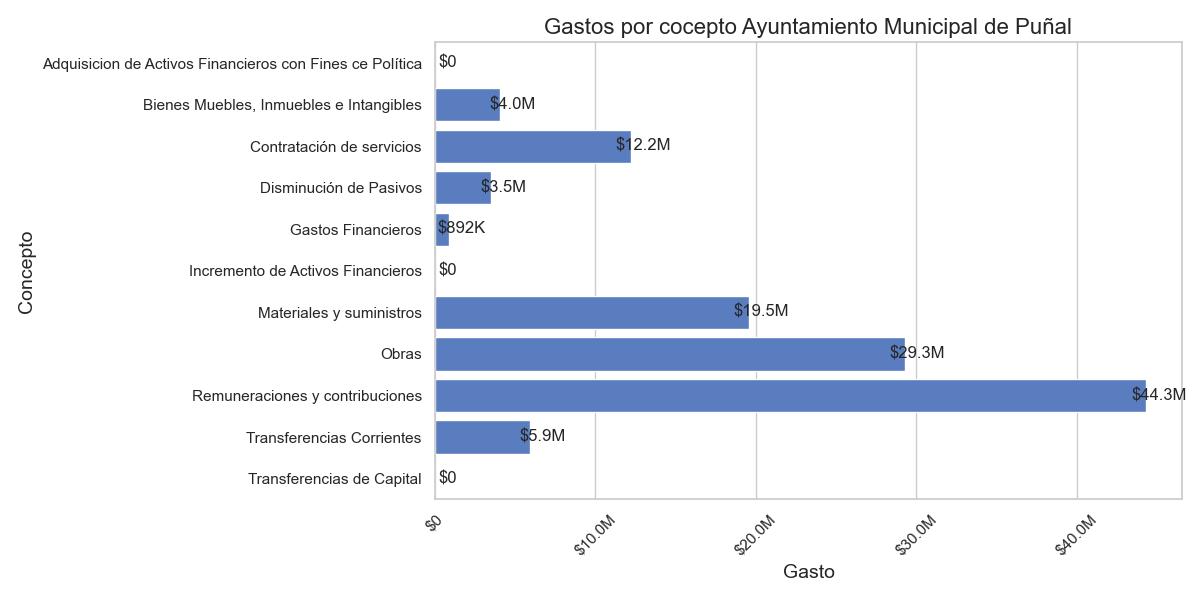 Gastos por cocepto Ayuntamiento Municipal de Puñal
Concepto
Adquisicion de Activos Financieros con Fines ce Política $0
Bienes Muebles, Inmuebles e Intangibles $4.0M
Contratación de servicios $12.2M
Disminución de Pasivos $3.5M
Gastos Financieros $892K
Incremento de Activos Financieros $0
Materiales y suministros $19.5M
Obras $29.3M
Remuneraciones y contribuciones $44.3M
Transferencias Corrientes $5.9M
Transferencias de Capital $0
$0 $10.0M $20.0M $30.0M $40.0M
Gasto